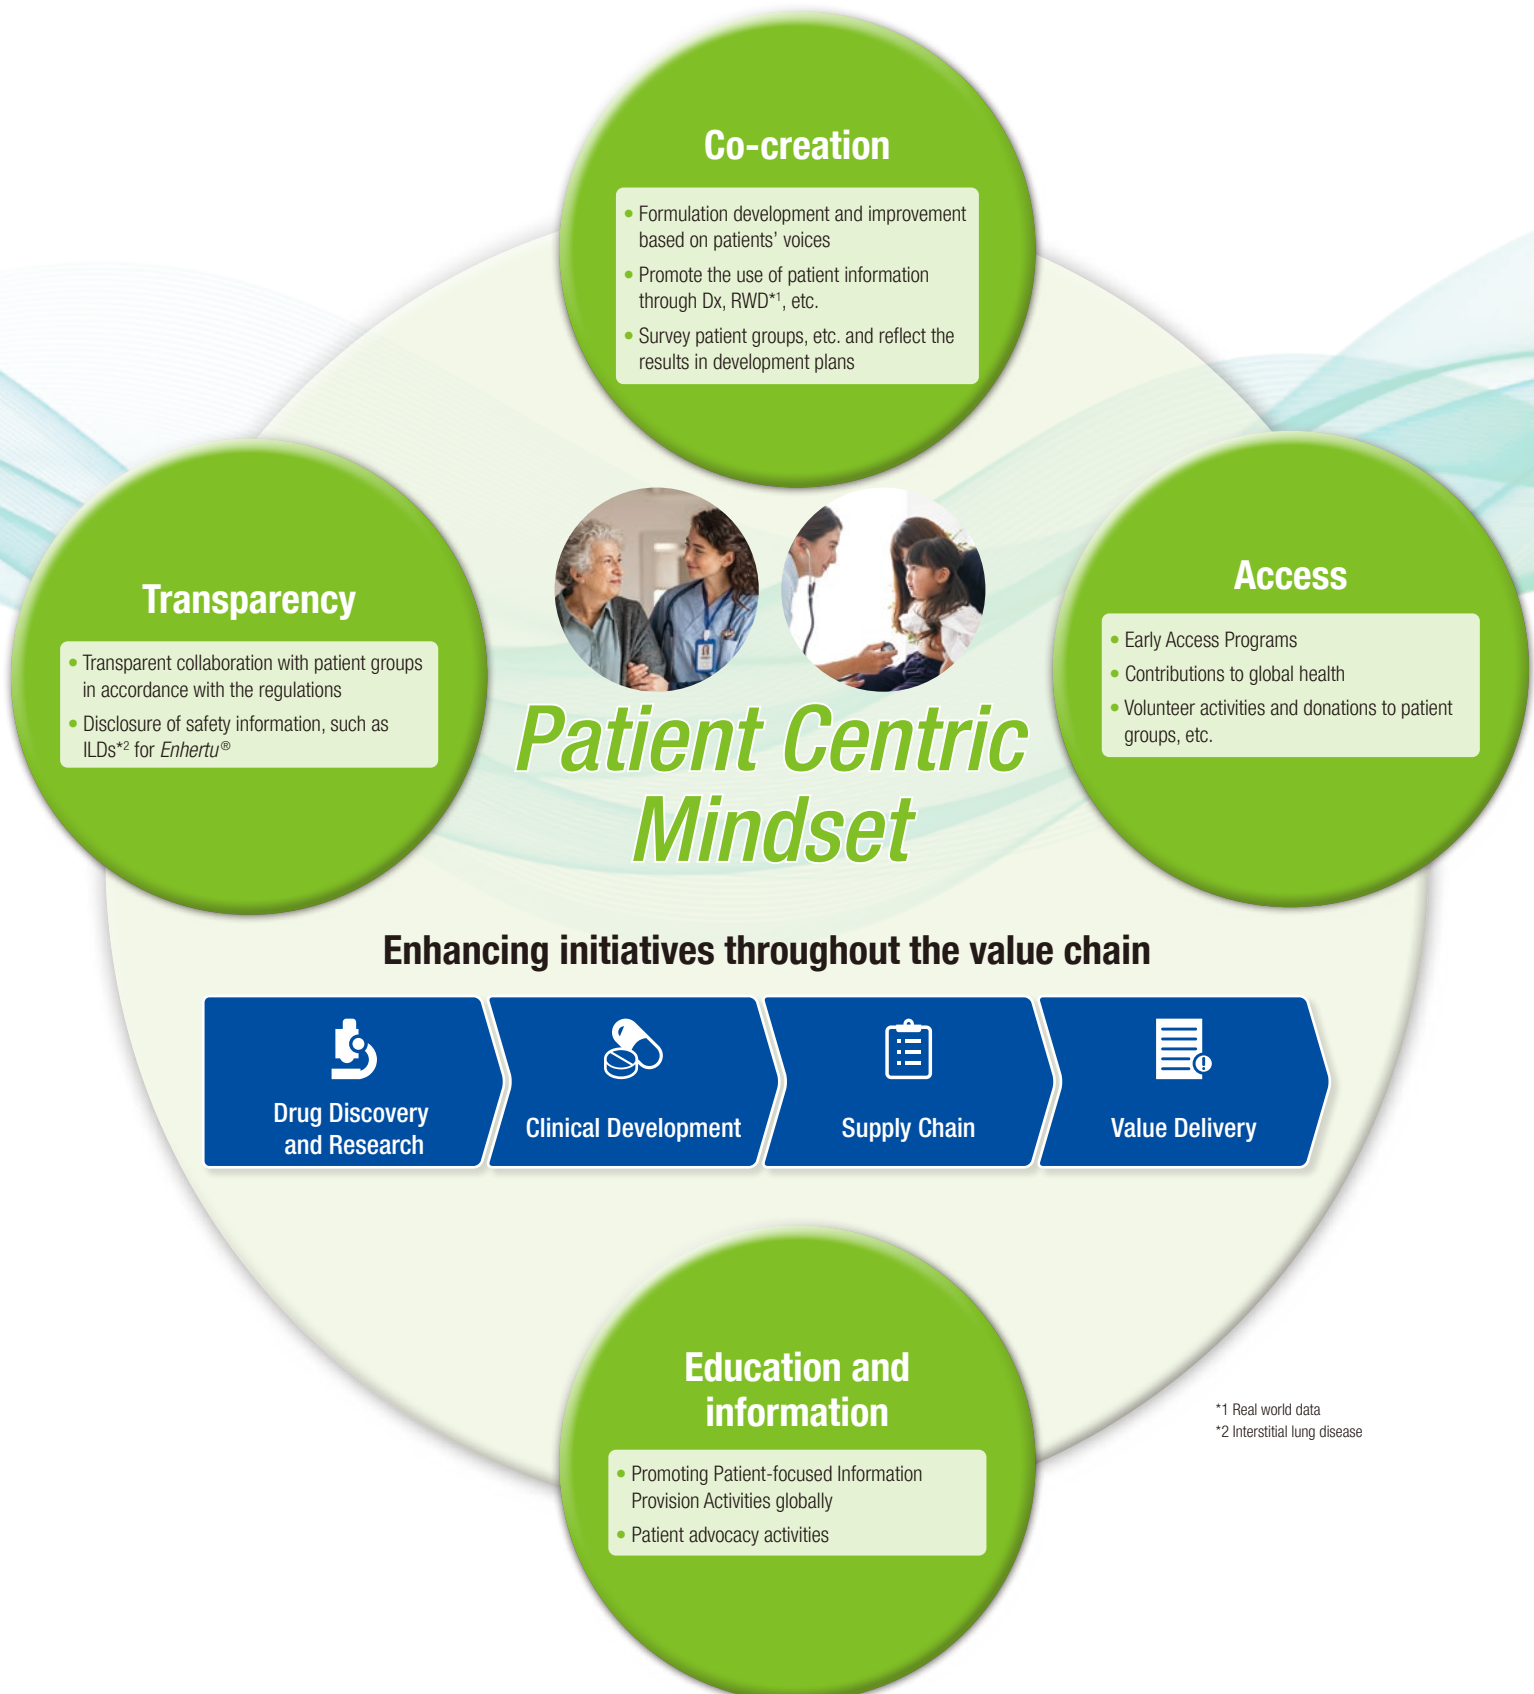 Co-creation
• Formulation development and improvement
based on patients’ voices
• Promote the use of patient information
through Dx, RWD*1, etc.
• Survey patient groups, etc. and reflect the
results in development plans
Transparency
• Transparent collaboration with patient groups
in accordance with the regulations
• Disclosure of safety information, such as
ILDs*2 for Enhertu®
Access
• Early Access Programs
• Contributions to global health
• Volunteer activities and donations to patient
groups, etc.
Patient Centric
Mindset
Enhancing initiatives throughout the value chain
Drug Discovery
and Research
Clinical Development
Supply Chain
Value Delivery
Education and
information
• Promoting Patient-focused Information
Provision Activities globally
• Patient advocacy activities
*1 Real world data
*2 Interstitial lung disease